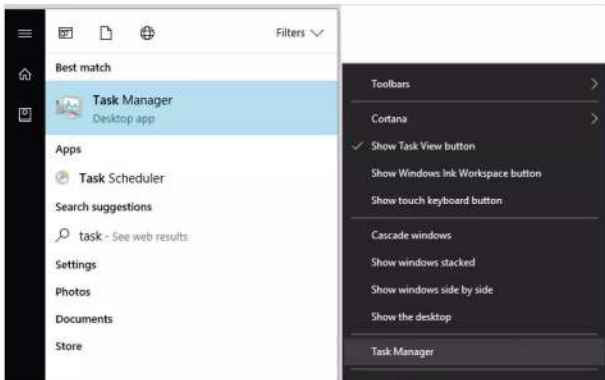 Filters
Best match
Task Manager
Desktop app
Apps
Task Scheduler
Search suggestions
task - See web results
Settings
Photos
Documents
Store
Toolbars
Cortana
Show Task View button
Show Windows Ink Workspace button
Show touch keyboard button
Cascade windows
Show windows stacked
Show windows side by side
Show the desktop
Task Manager